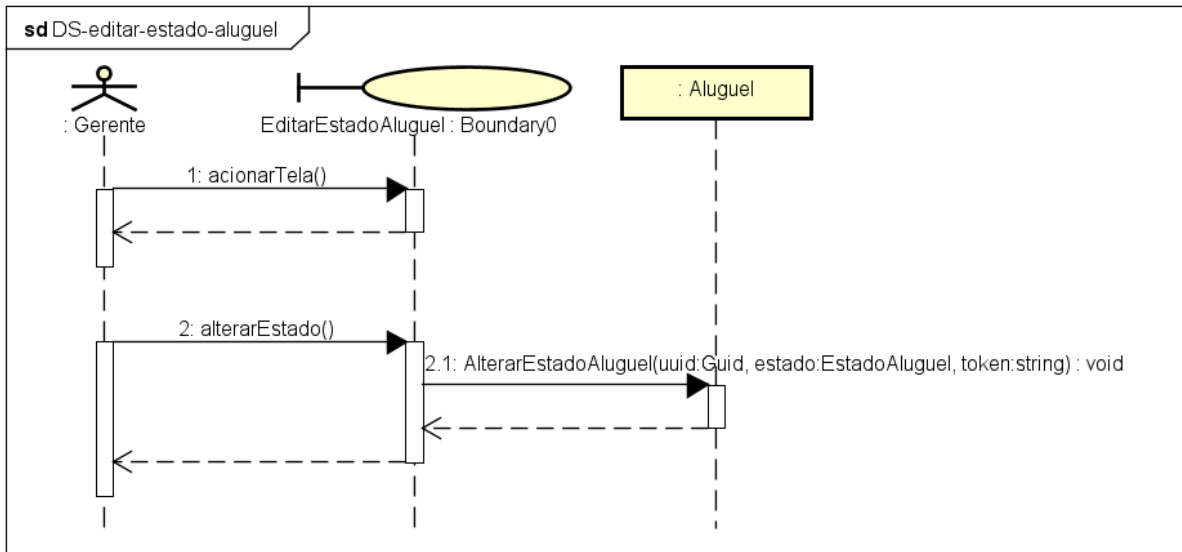 sd DS-editar-estado-aluguel
: Gerente
EditarEstadoAluguel : Boundary0
: Aluguel
1: acionarTela()
2: alterarEstado()
2.1: AlterarEstadoAluguel(uuid:Guid, estado:EstadoAluguel, token:string) : void